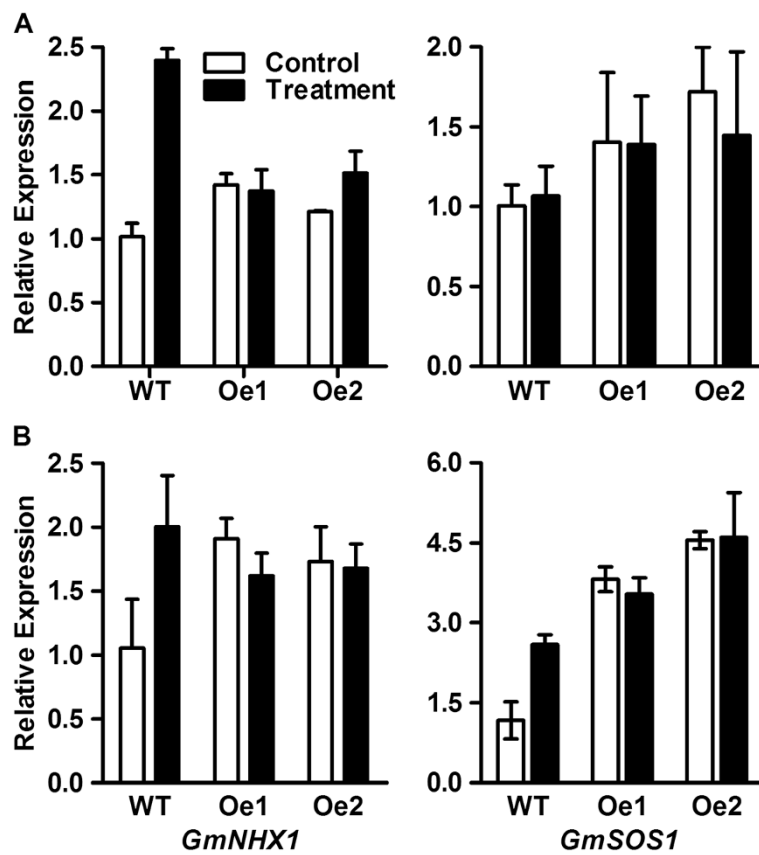 A
Relative Expression
2.5
2.0
1.5
1.0
0.5
0.0
Control
Treatment
WT Oe1 Oe2
2.0
1.5
1.0
0.5
0.0
WT Oe1 Oe2
B
Relative Expression
2.5
2.0
1.5
1.0
0.5
0.0
WT Oe1 Oe2
GmNHX1
6.0
4.5
3.0
1.5
0.0
WT Oe1 Oe2
GmSOS1